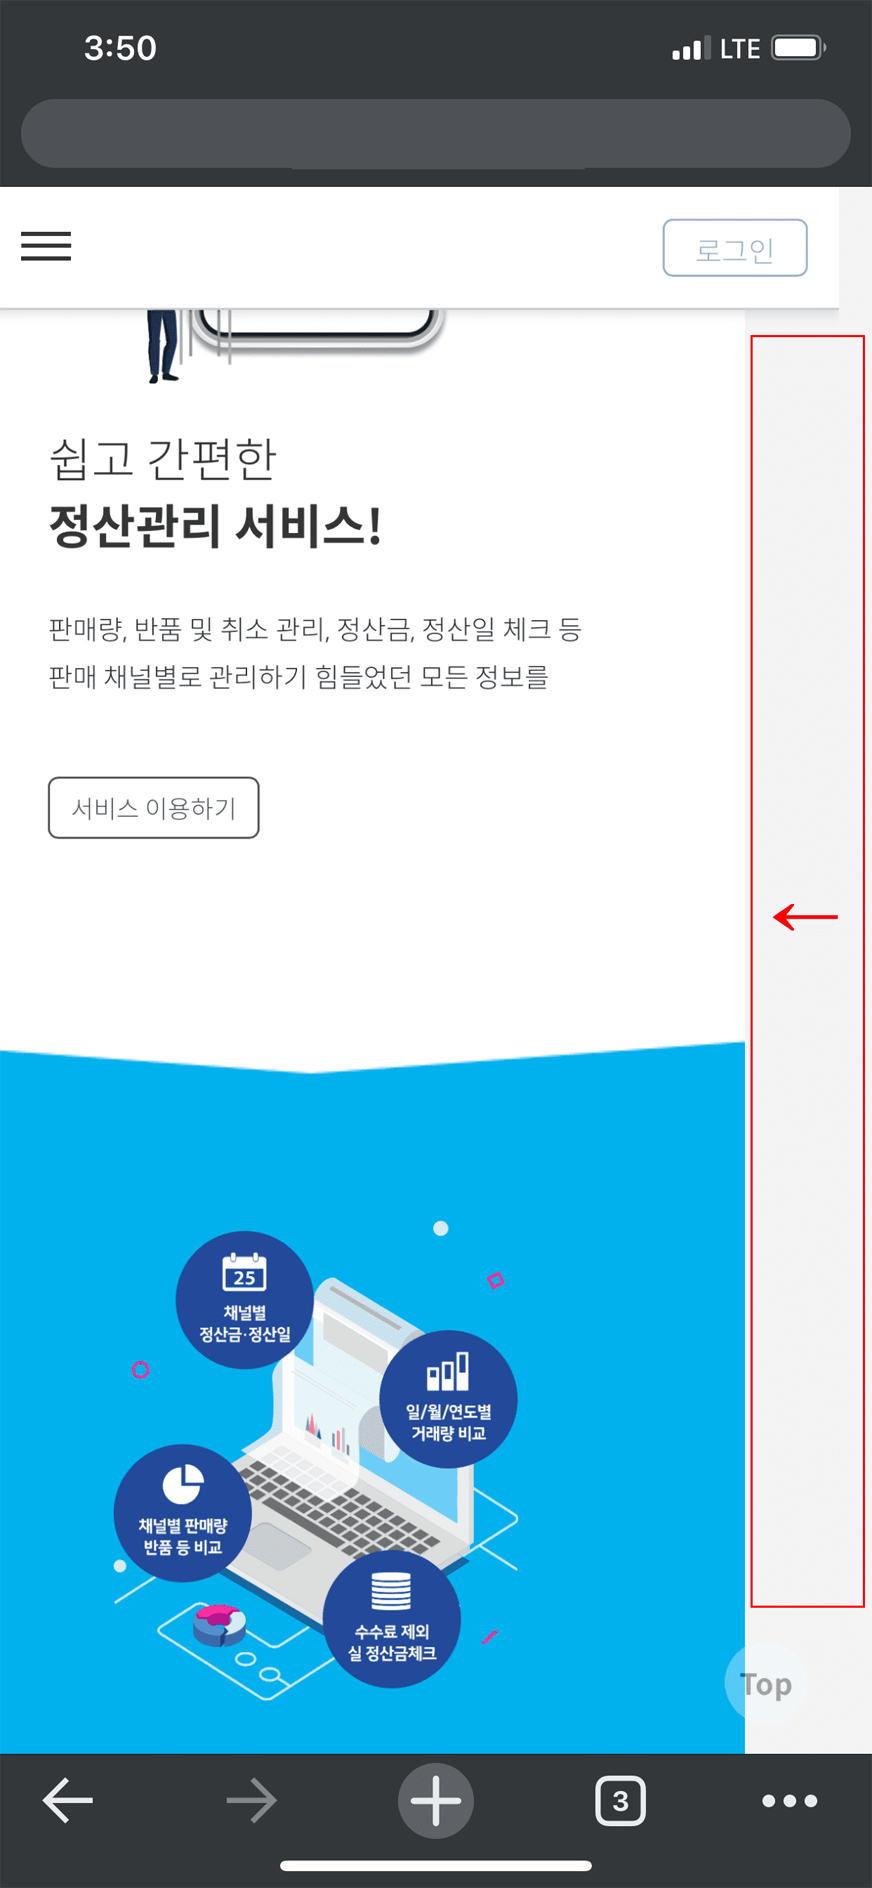 3:50
LTE
로그인
쉽고 간편한
정산관리 서비스!
판매량, 반품 및 취소 관리, 정산금, 정산일 체크 등
판매 채널별로 관리하기 힘들었던 모든 정보를
서비스 이용하기
25
채널별
정산금·정산일
일/월/연도별
거래량 비교
채널별 판매량
반품 등 비교
수수료 제외
실 정산금체크
Top
3